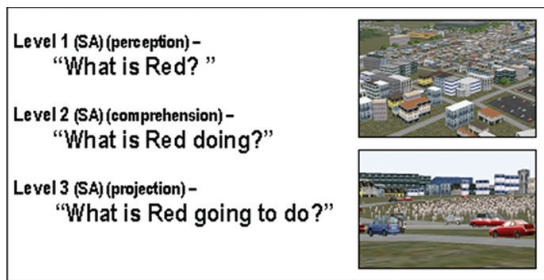 Level 1 (SA) (perception) –
“What is Red? ”
Level 2 (SA) (comprehension) –
“What is Red doing?”
Level 3 (SA) (projection) –
“What is Red going to do?”